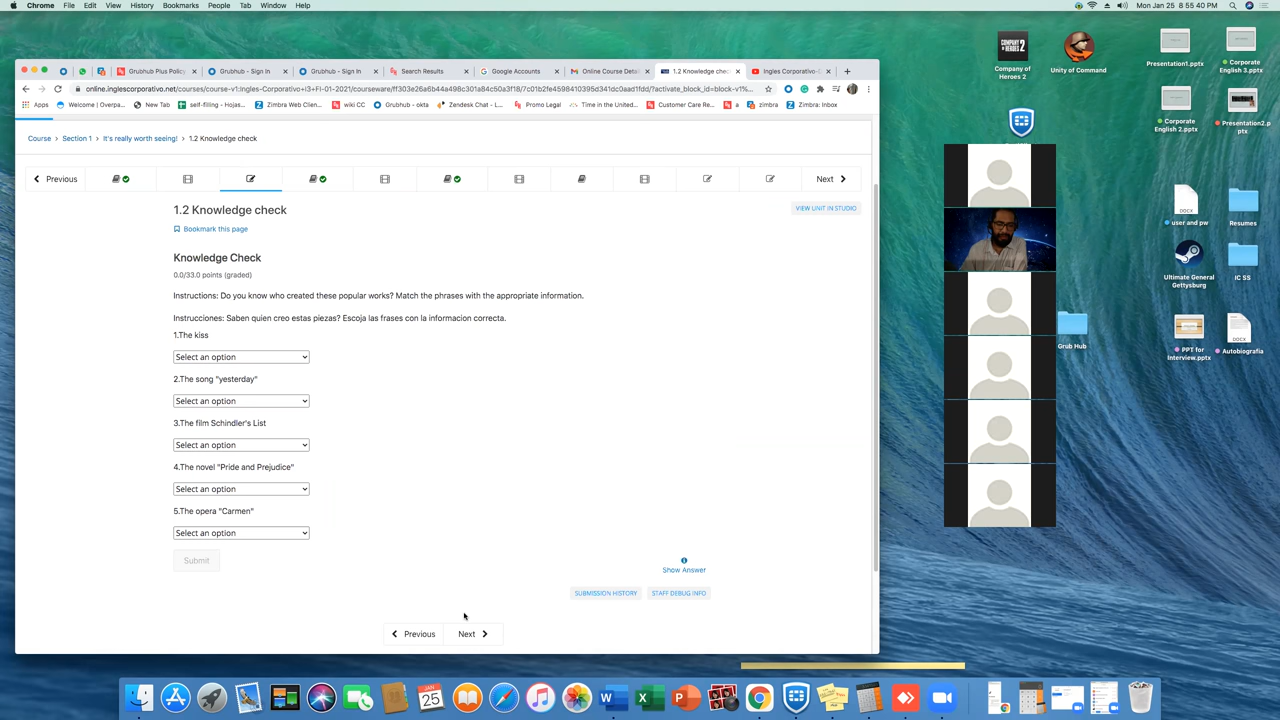 Chrome File Edit View History Bookmarks People Tab Window Help
Mon Jan 25 8 55 40 PM
Grubhub Plus Policy
Grubhub - Sign In
Grubhub - Sign In
Search Results
Google Accounts
Online Course Detai
1.2 Knowledge chec
Ingles Corporativo-D
online.inglescorporativo.net/courses/course-v1:ingles-Corporativo+I3+FI-01-2021/courseware/ff303e26a6b44a498c301a84d0c5a3f18/7c01b2fe4598410395d341dc0aad1fdd/?activate_block_id=block-v1%...
Apps
Welcome | Overpa...
New Tab
self-filling - Hojas...
Zimbra Web Clien...
wiki CC
Grubhub - okta
Zendesk Chat – L...
Promo Legal
Time in the United...
Customer Care Re...
a
zimbra
Zimbra: Inbox
Course > Section 1 > It's really worth seeing! > 1.2 Knowledge check
Previous
Next
1.2 Knowledge check
VIEW UNIT IN STUDIO
Bookmark this page
Knowledge Check
0.0/33.0 points (graded)
Instructions: Do you know who created these popular works? Match the phrases with the appropriate information.
Instrucciones: Saben quien creo estas piezas? Escoja las frases con la informacion correcta.
1.The kiss
Select an option
2.The song "yesterday"
Select an option
3.The film Schindler's List
Select an option
4.The novel "Pride and Prejudice"
Select an option
5.The opera "Carmen"
Select an option
Submit
Show Answer
SUBMISSION HISTORY
STAFF DEBUG INFO
Previous
Next
COMPANY OF HEROES 2
Company of Heroes 2
Unity of Command
Presentation1.pptx
Corporate English 3.pptx
Corporate English 2.pptx
Presentation2.pptx
DOCX
user and pw
Resumes
Ultimate General Gettysburg
IC SS
Grub Hub
PPT for Interview.pptx
DOCX
Autobiografia
JAN
25